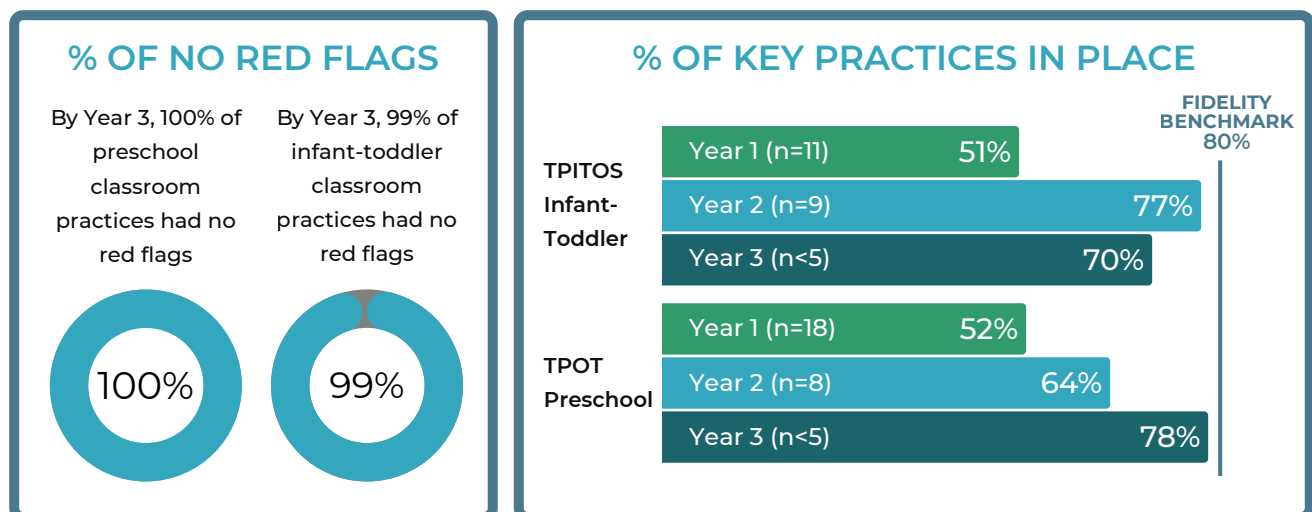 % OF NO RED FLAGS
By Year 3, 100% of
preschool
classroom
practices had no
red flags
100%
By Year 3, 99% of
infant-toddler
classroom
practices had no
red flags
99%
% OF KEY PRACTICES IN PLACE
FIDELITY
BENCHMARK
80%
TPITOS
Infant-
Toddler
Year 1 (n=11) 51%
Year 2 (n=9) 77%
Year 3 (n<5) 70%
TPOT
Preschool
Year 1 (n=18) 52%
Year 2 (n=8) 64%
Year 3 (n<5) 78%